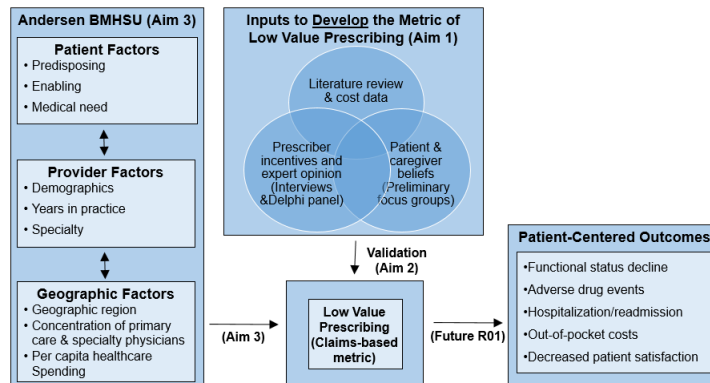 Andersen BMHSU (Aim 3)
Patient Factors
• Predisposing
• Enabling
• Medical need
Provider Factors
• Demographics
• Years in practice
• Specialty
Geographic Factors
• Geographic region
• Concentration of primary
care & specialty physicians
• Per capita healthcare
Spending
(Aim 3)
Inputs to Develop the Metric of
Low Value Prescribing (Aim 1)
Literature review
& cost data
Prescriber
incentives and
expert opinion
(Interviews
&Delphi panel)
Patient &
caregiver
beliefs
(Preliminary
focus groups)
Validation
(Aim 2)
Low Value
Prescribing
(Claims-based
metric)
(Future R01)
Patient-Centered Outcomes
•Functional status decline
•Adverse drug events
•Hospitalization/readmission
•Out-of-pocket costs
•Decreased patient satisfaction